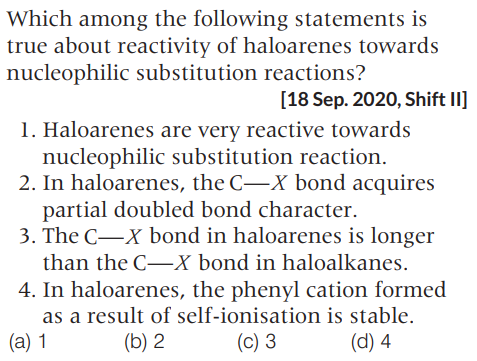 Which among the following statements is
true about reactivity of haloarenes towards
nucleophilic substitution reactions?
[18 Sep. 2020, Shift II]
1. Haloarenes are very reactive towards
nucleophilic substitution reaction.
2. In haloarenes, the C—X bond acquires
partial doubled bond character.
3. The C—X bond in haloarenes is longer
than the C—X bond in haloalkanes.
4. In haloarenes, the phenyl cation formed
as a result of self-ionisation is stable.
(a) 1 (b) 2 (c) 3 (d) 4